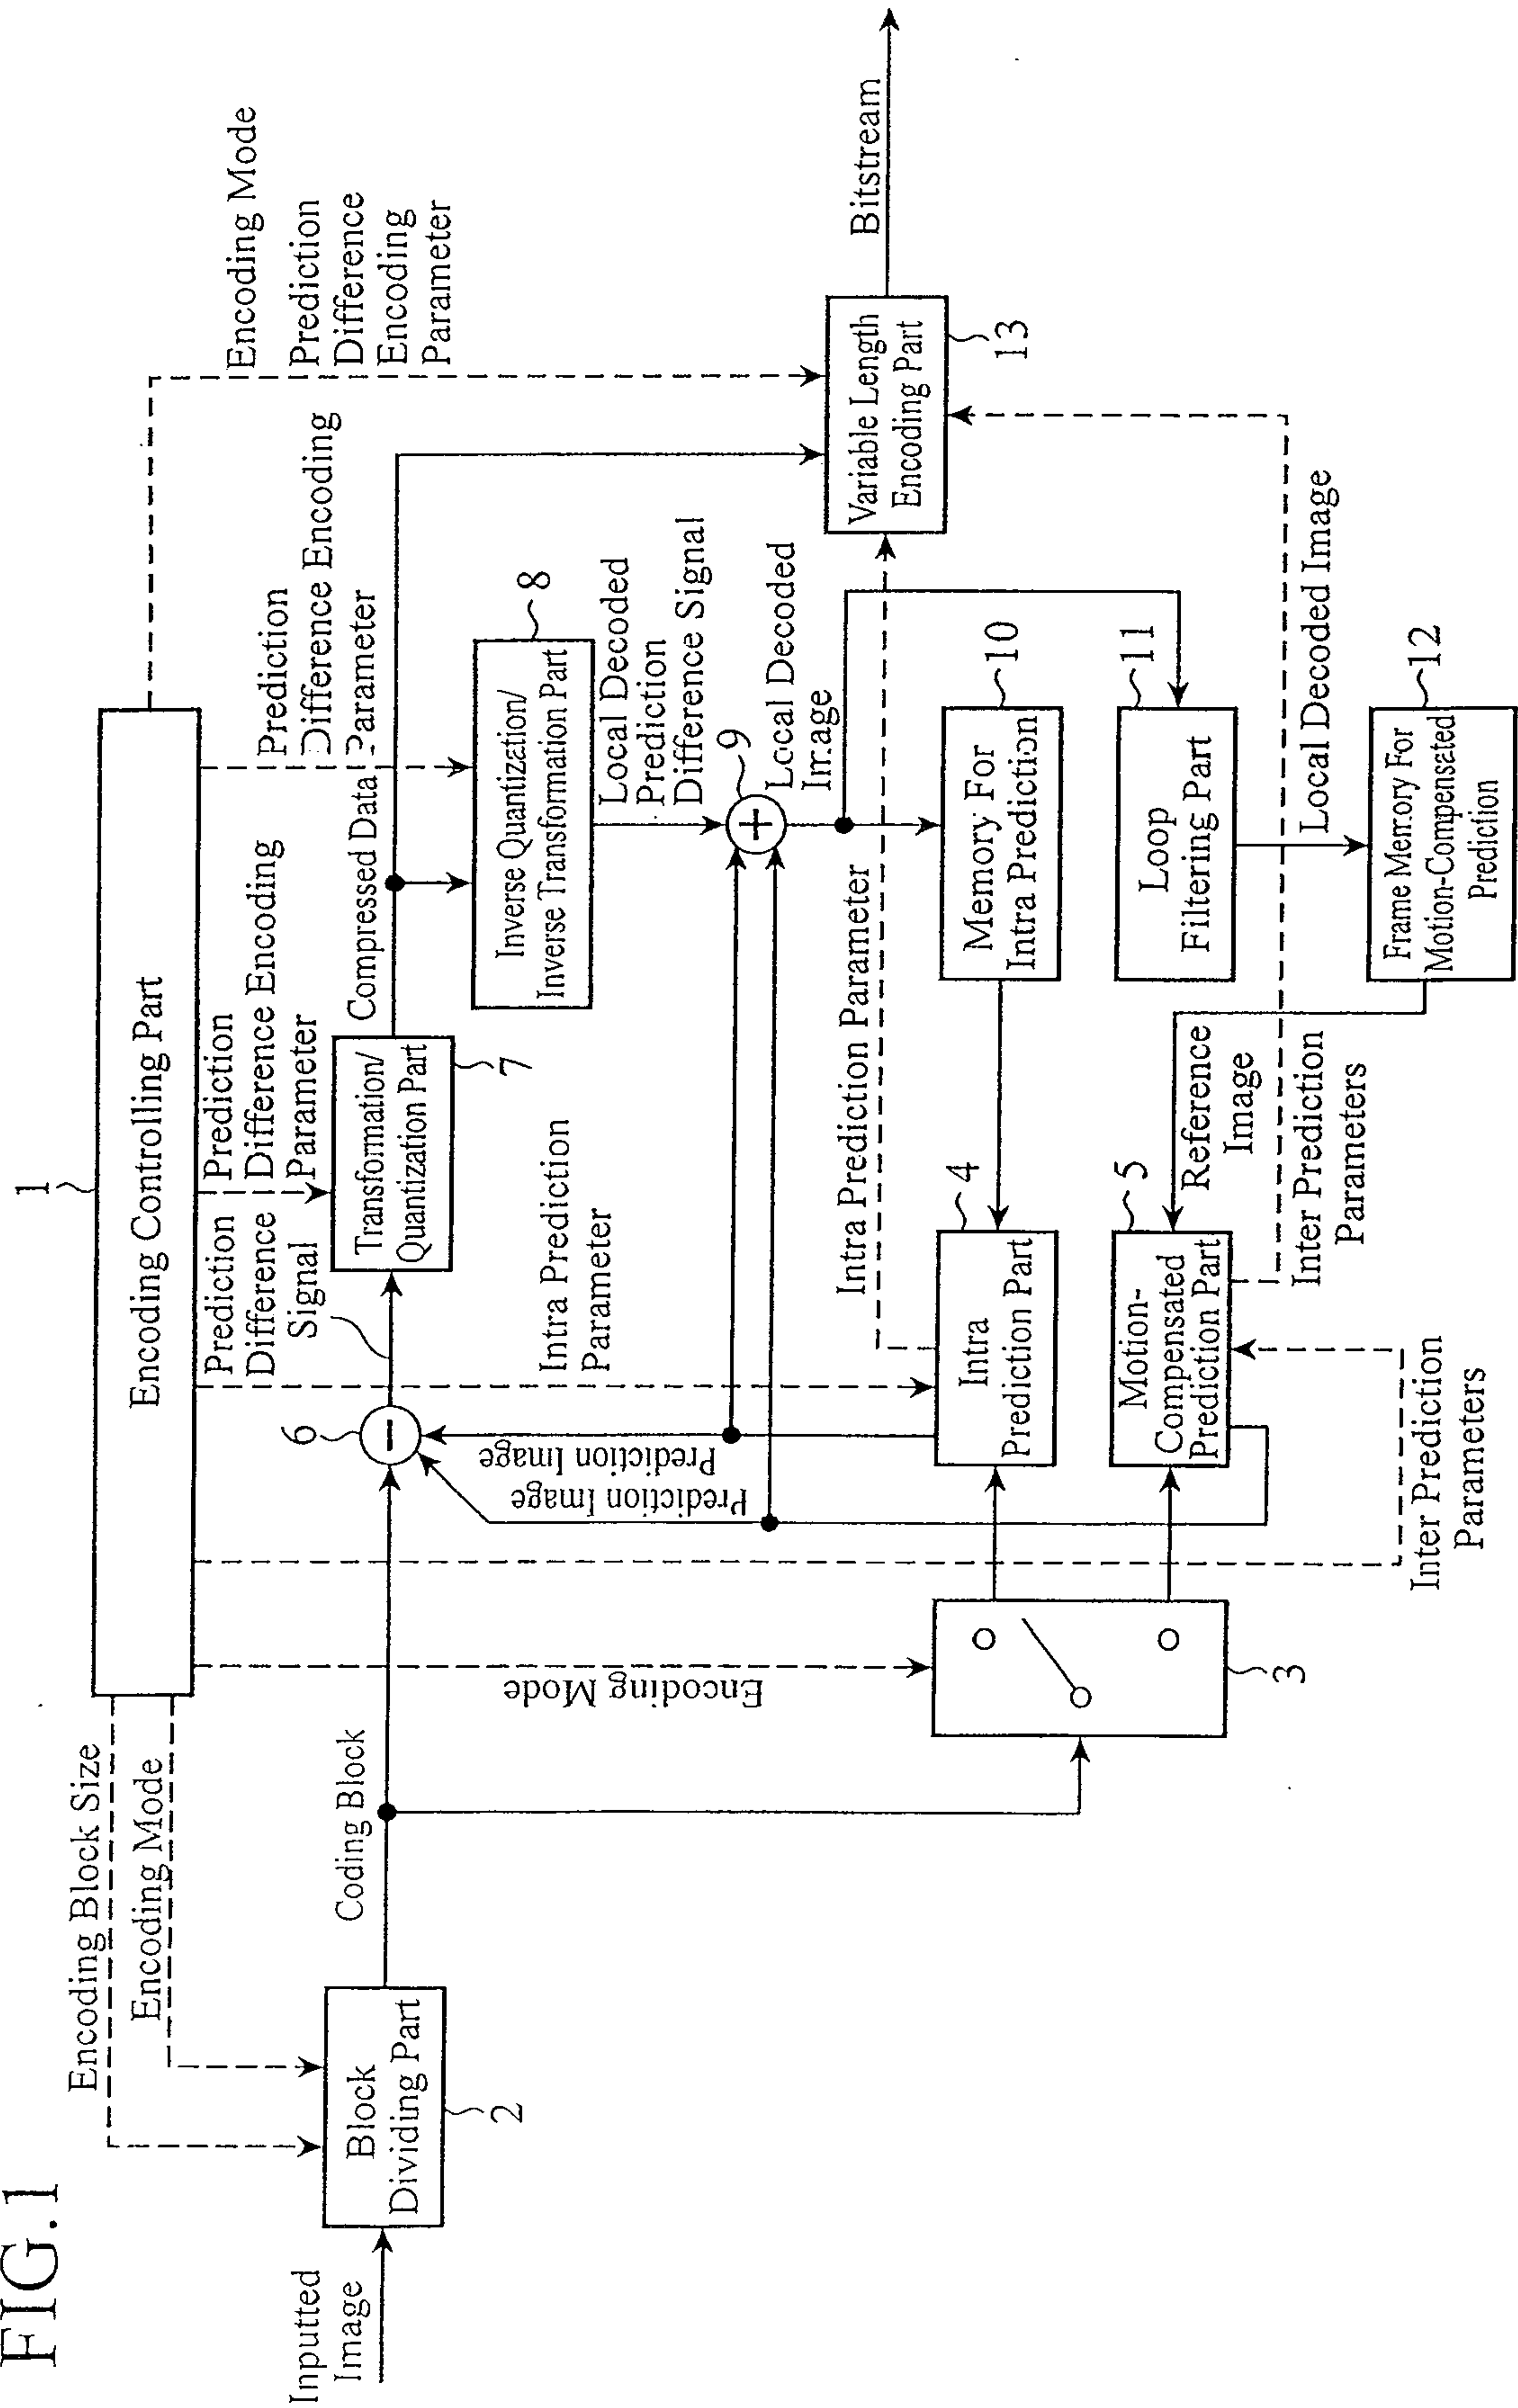 FIG.1
1
Encoding Controlling Part
Encoding Block Size
Encoding Mode
Encoding Mode
Prediction
Difference
Encoding
Parameter
Inputted
Image
Block
Dividing Part
2
Coding Block
Encoding Mode
3
6
Prediction
Difference
Signal
Prediction
Difference Encoding
Parameter
Transformation/
Quantization Part
7
Compressed Data
Prediction
Difference Encoding
Parameter
Inverse Quantization/
Inverse Transformation Part
8
Local Decoded
Prediction
Difference Signal
9
Local Decoded
Image
Prediction Image
Prediction Image
Intra Prediction
Parameter
Intra
Prediction Part
4
Intra Prediction Parameter
Memory For
Intra Prediction
10
Variable Length
Encoding Part
13
Bitstream
Motion-
Compensated
Prediction Part
5
Reference
Image
Loop
Filtering Part
11
Local Decoded Image
Frame Memory For
Motion-Compensated
Prediction
12
Inter Prediction
Parameters
Inter Prediction
Parameters